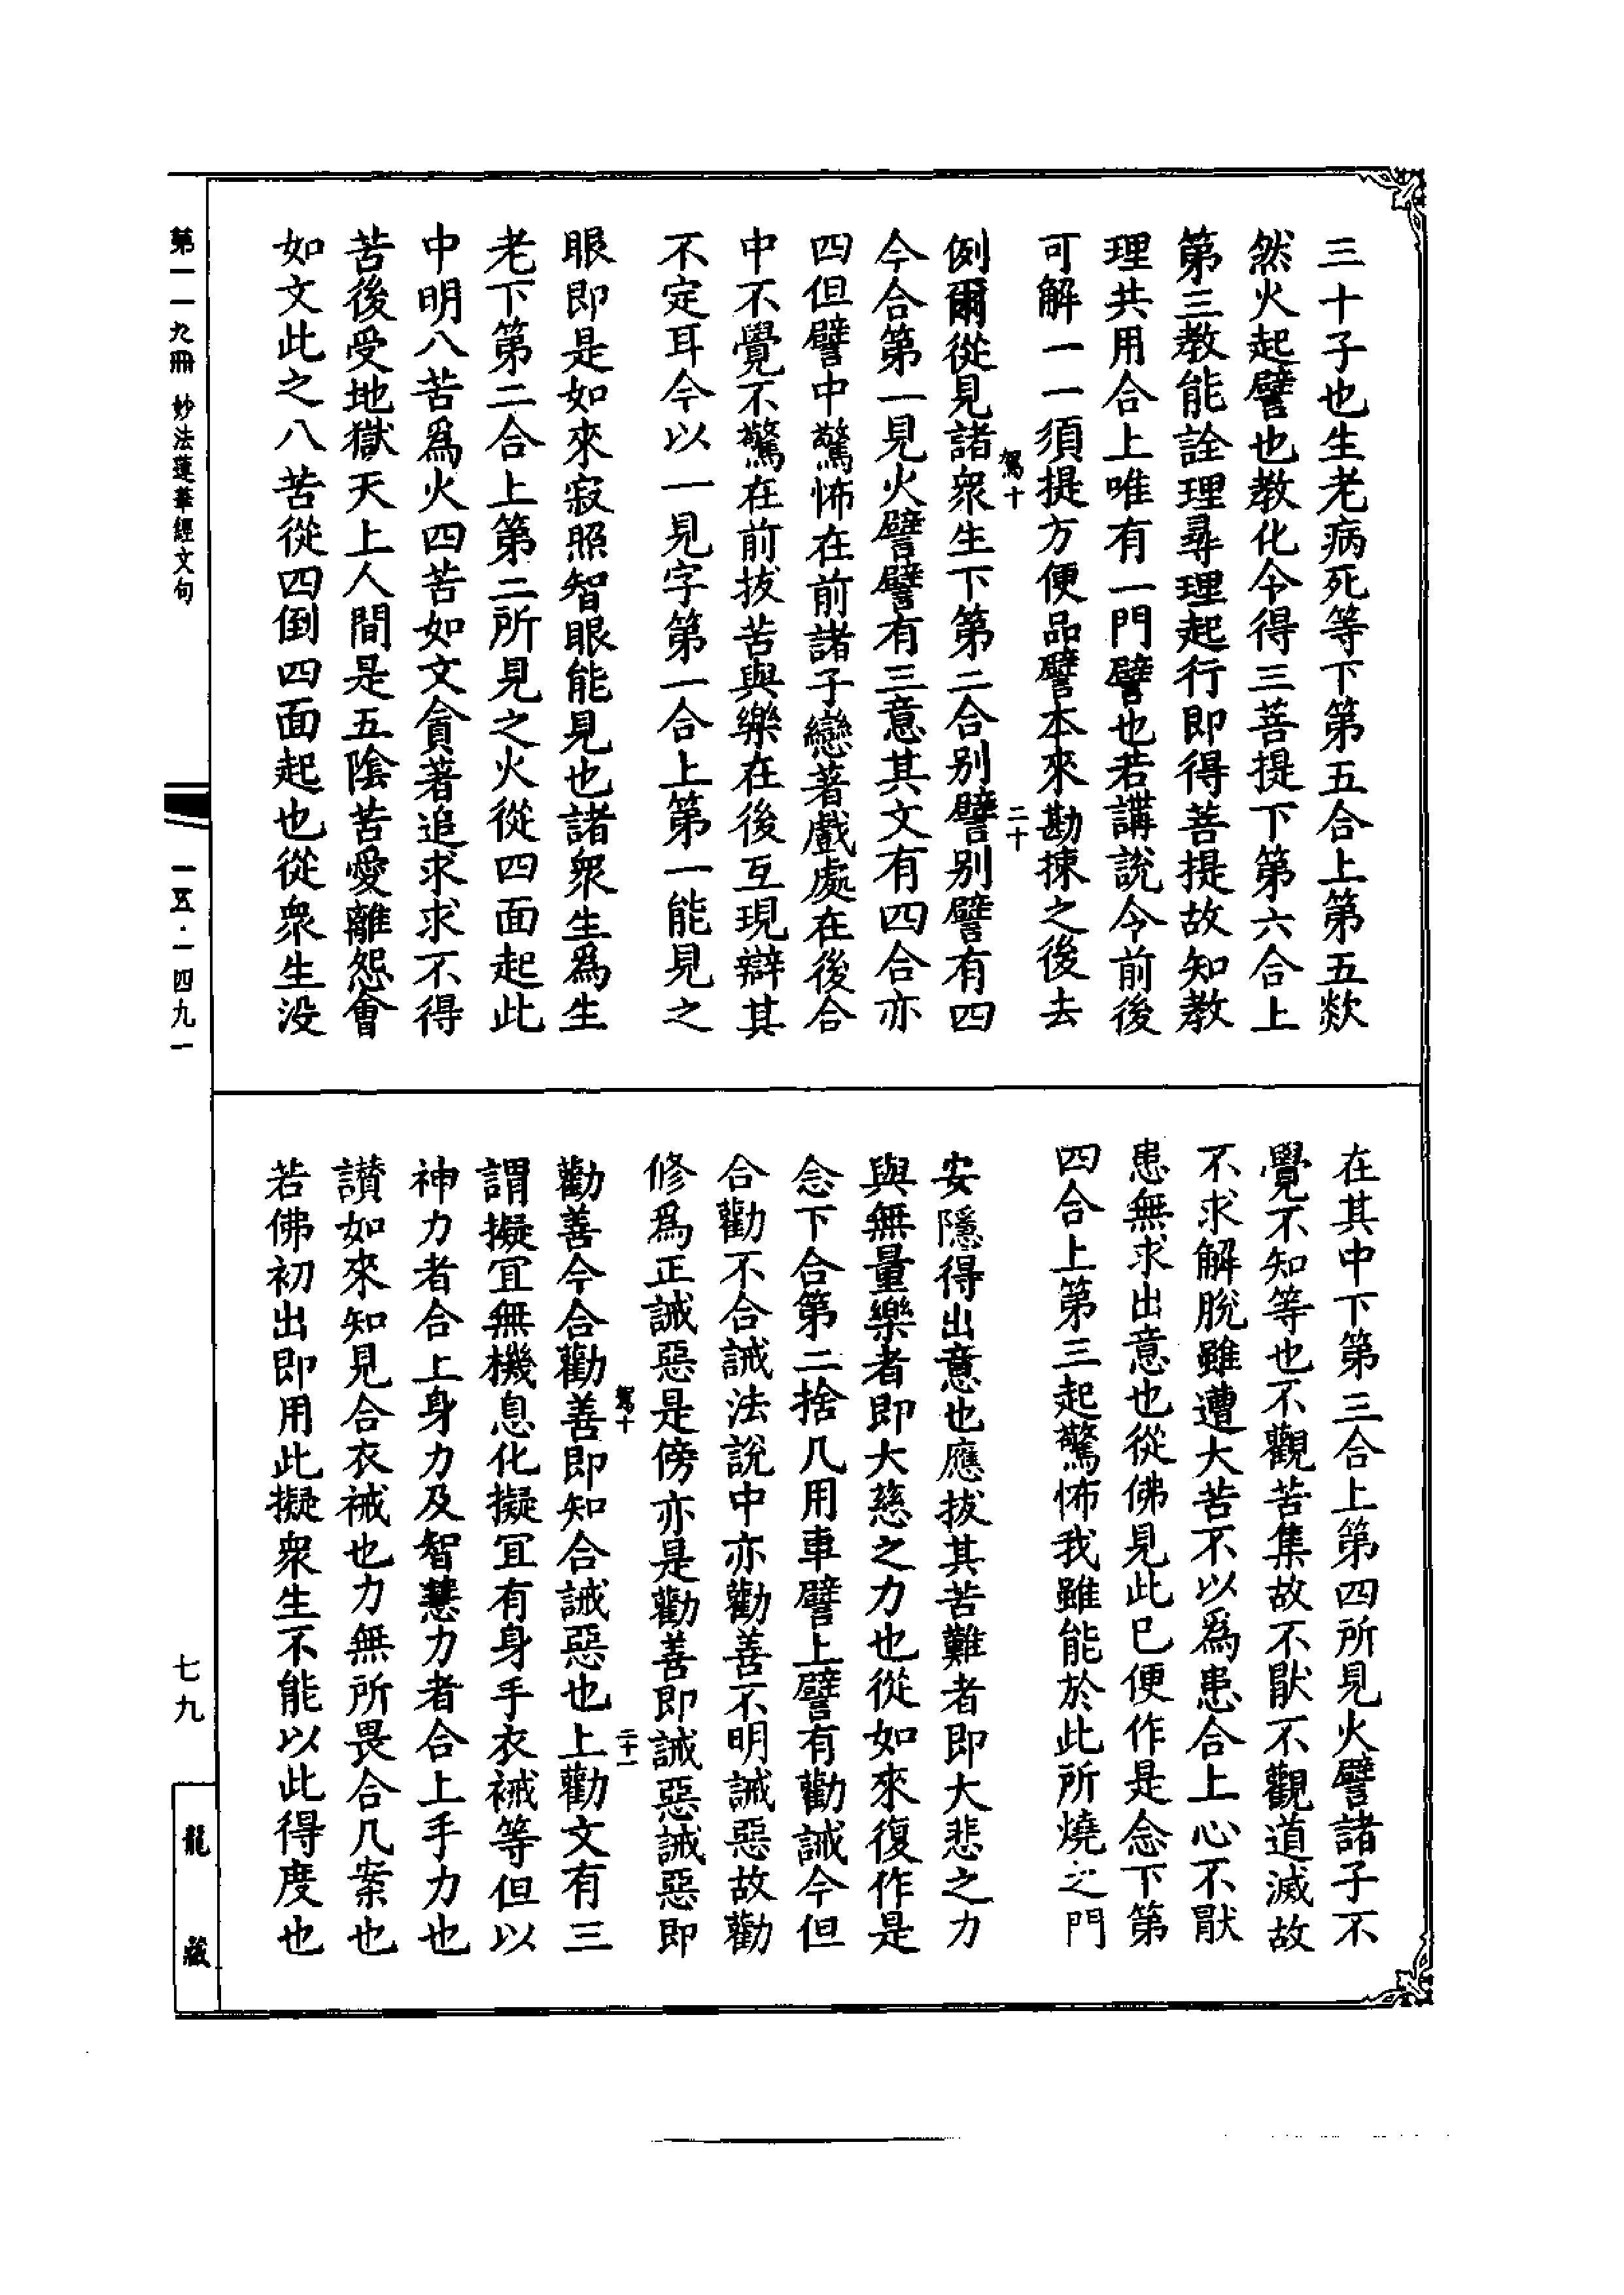 三十子也生老病死等下第五合上第五欻
然火起譬也教化令得三菩提下第六合上
第三教能詮理尋理起行即得菩提故知教
理共用合上唯有一門譬也若講說令前後
可解一一須提方便品譬本來勘揀之後去
駕十
二十
例爾從見諸眾生下第二合別譬別譬有四
今合第一見火譬譬有三意其文有四合亦
四但譬中驚怖在前諸子戀著戲處在後合
中不覺不驚在前拔苦與樂在後互現辯其
不定耳今以一見字第一合上第一能見之
眼即是如來寂照智眼能見也諸眾生為生
老下第二合上第二所見之火從四面起此
中明八苦為火四苦如文貪著追求求不得
苦後受地獄天上人間是五陰苦愛離怨會
如文此之八苦從四倒四面起也從眾生沒
在其中下第三合上第四所見火譬諸子不
覺不知等也不觀苦集故不猒不觀道滅故
不求解脫雖遭大苦不以為患合上心不猒
患無求出意也從佛見此巳便作是念下第
四合上第三起驚怖我雖能於此所燒之門
安隱得出意也應拔其苦難者即大悲之力
與無量樂者即大慈之力也從如來復作是
念下合第二捨几用車譬上譬有勸誡今但
合勸不合誡法說中亦勸善不明誡惡故勸
修為正誡惡是傍亦是勸善即誡惡誡惡即
駕十
二十一
勸善今合勸善即知合誡惡也上勸文有三
謂擬宜無機息化擬宜有身手衣裓等但以
神力者合上身力及智慧力者合上手力也
讚如來知見合衣裓也力無所畏合几案也
若佛初出即用此擬眾生不能以此得度也
第一一九冊 妙法蓮華經文句
一五·一四九一
七九
龍藏